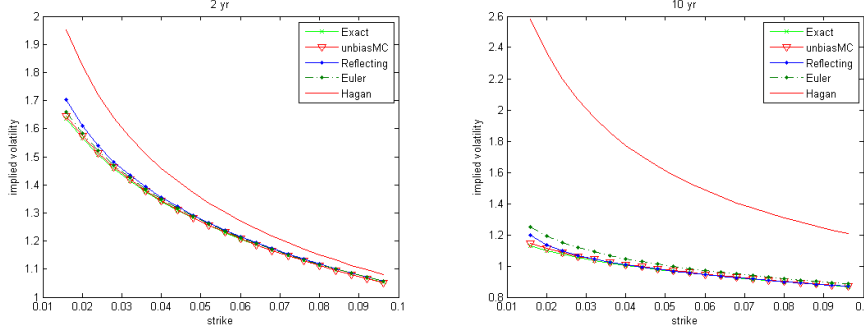 2 yr
2
1.9
1.8
1.7
1.6
1.5
1.4
1.3
1.2
1.1
1
implied volatility
0.01 0.02 0.03 0.04 0.05 0.06 0.07 0.08 0.09 0.1
strike
Exact
unbiasMC
Reflecting
Euler
Hagan
10 yr
2.6
2.4
2.2
2
1.8
1.6
1.4
1.2
1
0.8
implied volatility
0.01 0.02 0.03 0.04 0.05 0.06 0.07 0.08 0.09 0.1
strike
Exact
unbiasMC
Reflecting
Euler
Hagan